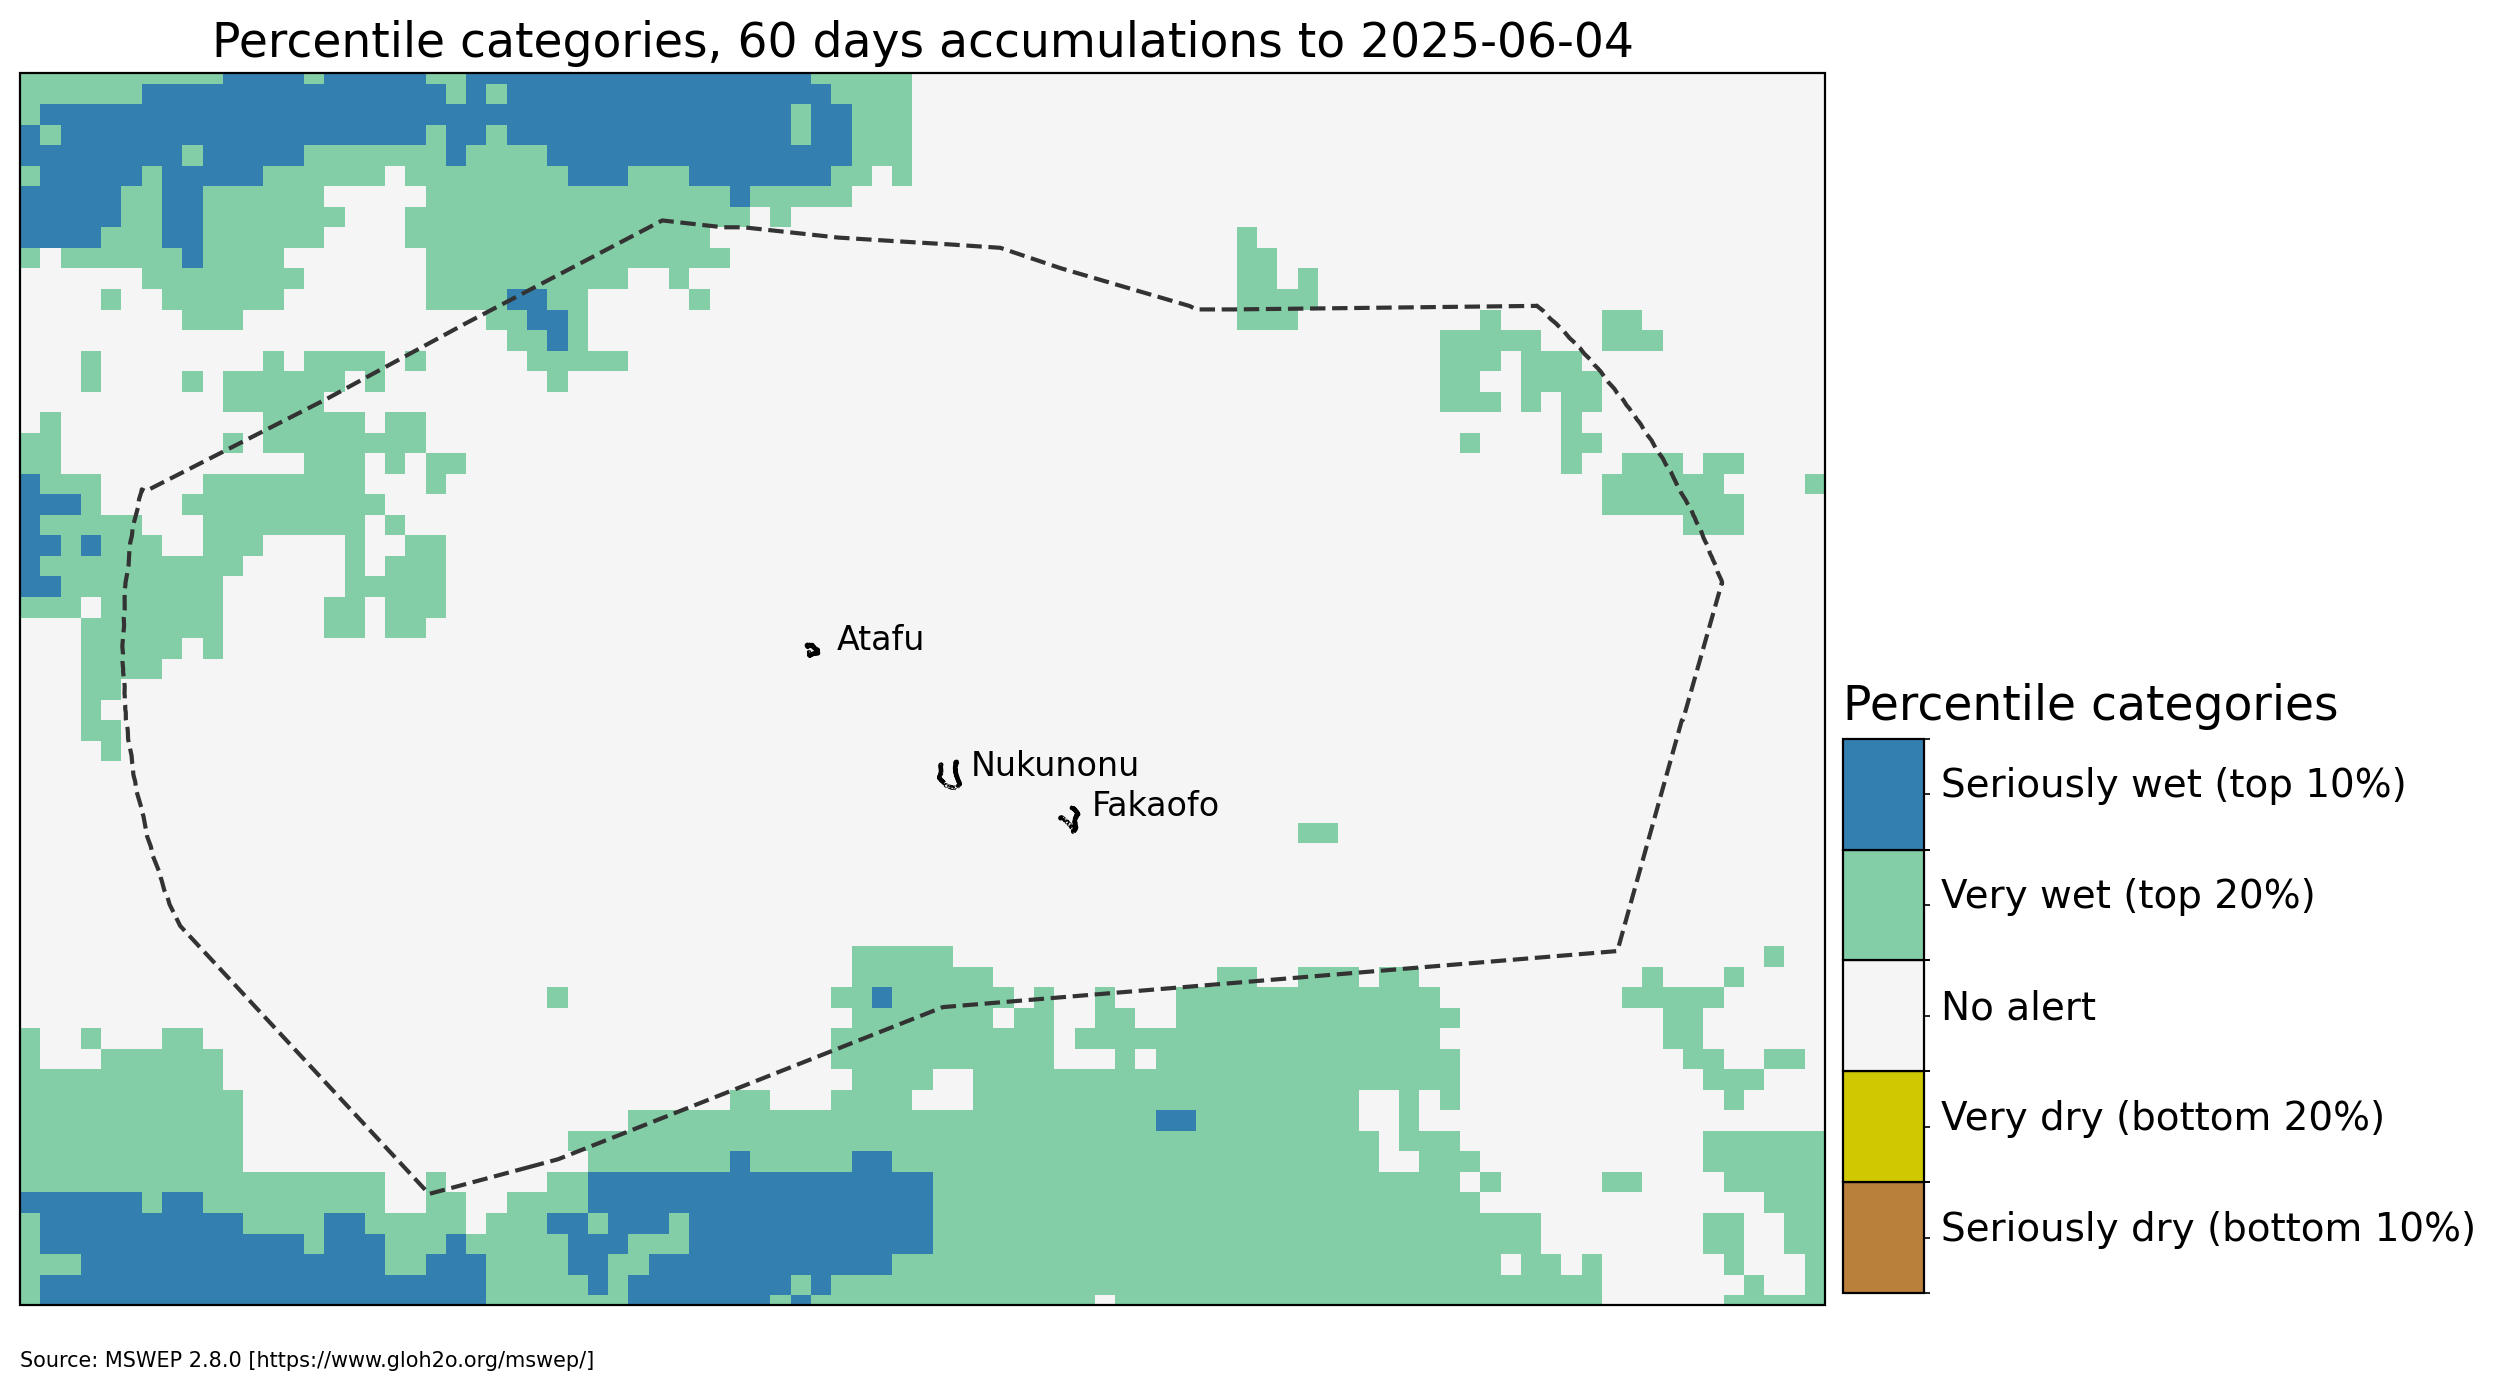 Percentile categories, 60 days accumulations to 2025-06-04
Atafu
Nukunonu
Fakaofo
Percentile categories
Seriously wet (top 10%)
Very wet (top 20%)
No alert
Very dry (bottom 20%)
Seriously dry (bottom 10%)
Source: MSWEP 2.8.0 [https://www.gloh2o.org/mswep/]